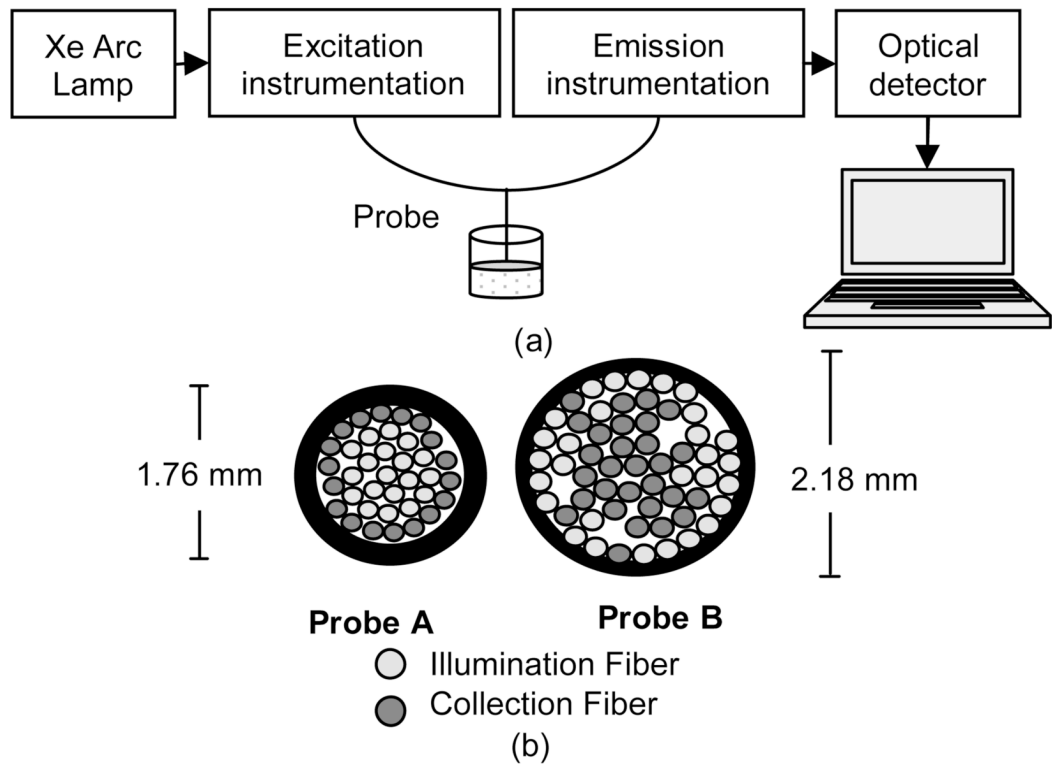 Xe Arc
Lamp
Excitation
instrumentation
Emission
instrumentation
Optical
detector
Probe
(a)
1.76 mm
2.18 mm
Probe A
Probe B
Illumination Fiber
Collection Fiber
(b)